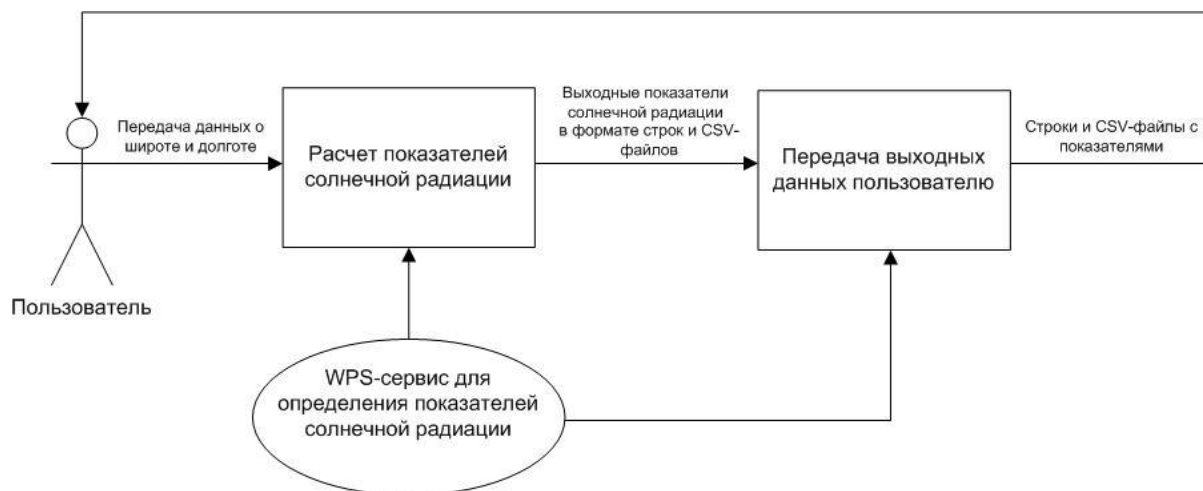 Передача данных о
широте и долготе
Расчет показателей
солнечной радиации
Выходные показатели
солнечной радиации
в формате строк и CSV-
файлов
Передача выходных
данных пользователю
Строки и CSV-файлы с
показателями
Пользователь
WPS-сервис для
определения показателей
солнечной радиации